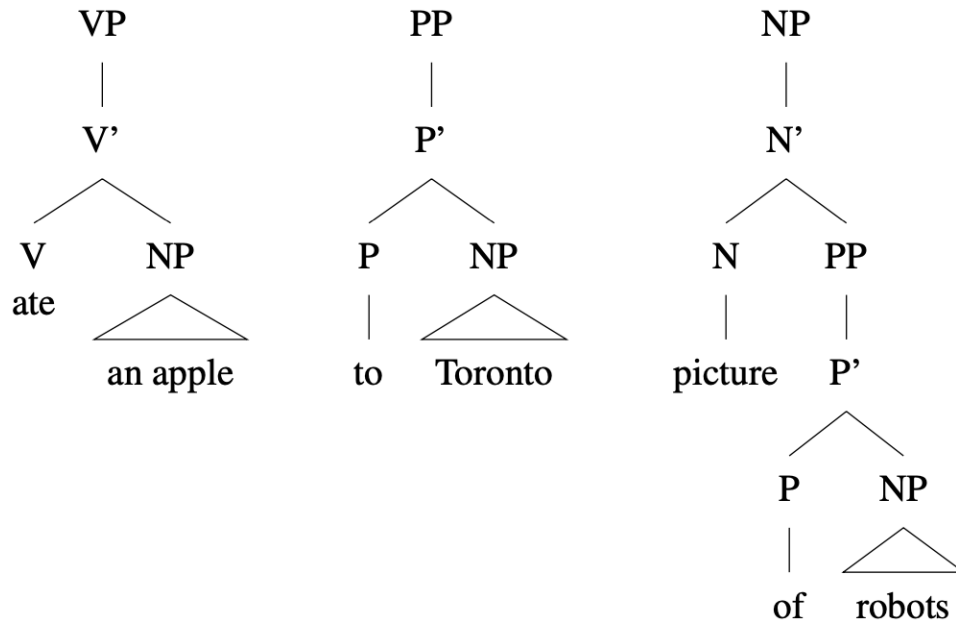 VP PP NP
V’ P’ N’
V NP P NP N PP
ate
an apple to Toronto picture P’
P NP
of robots